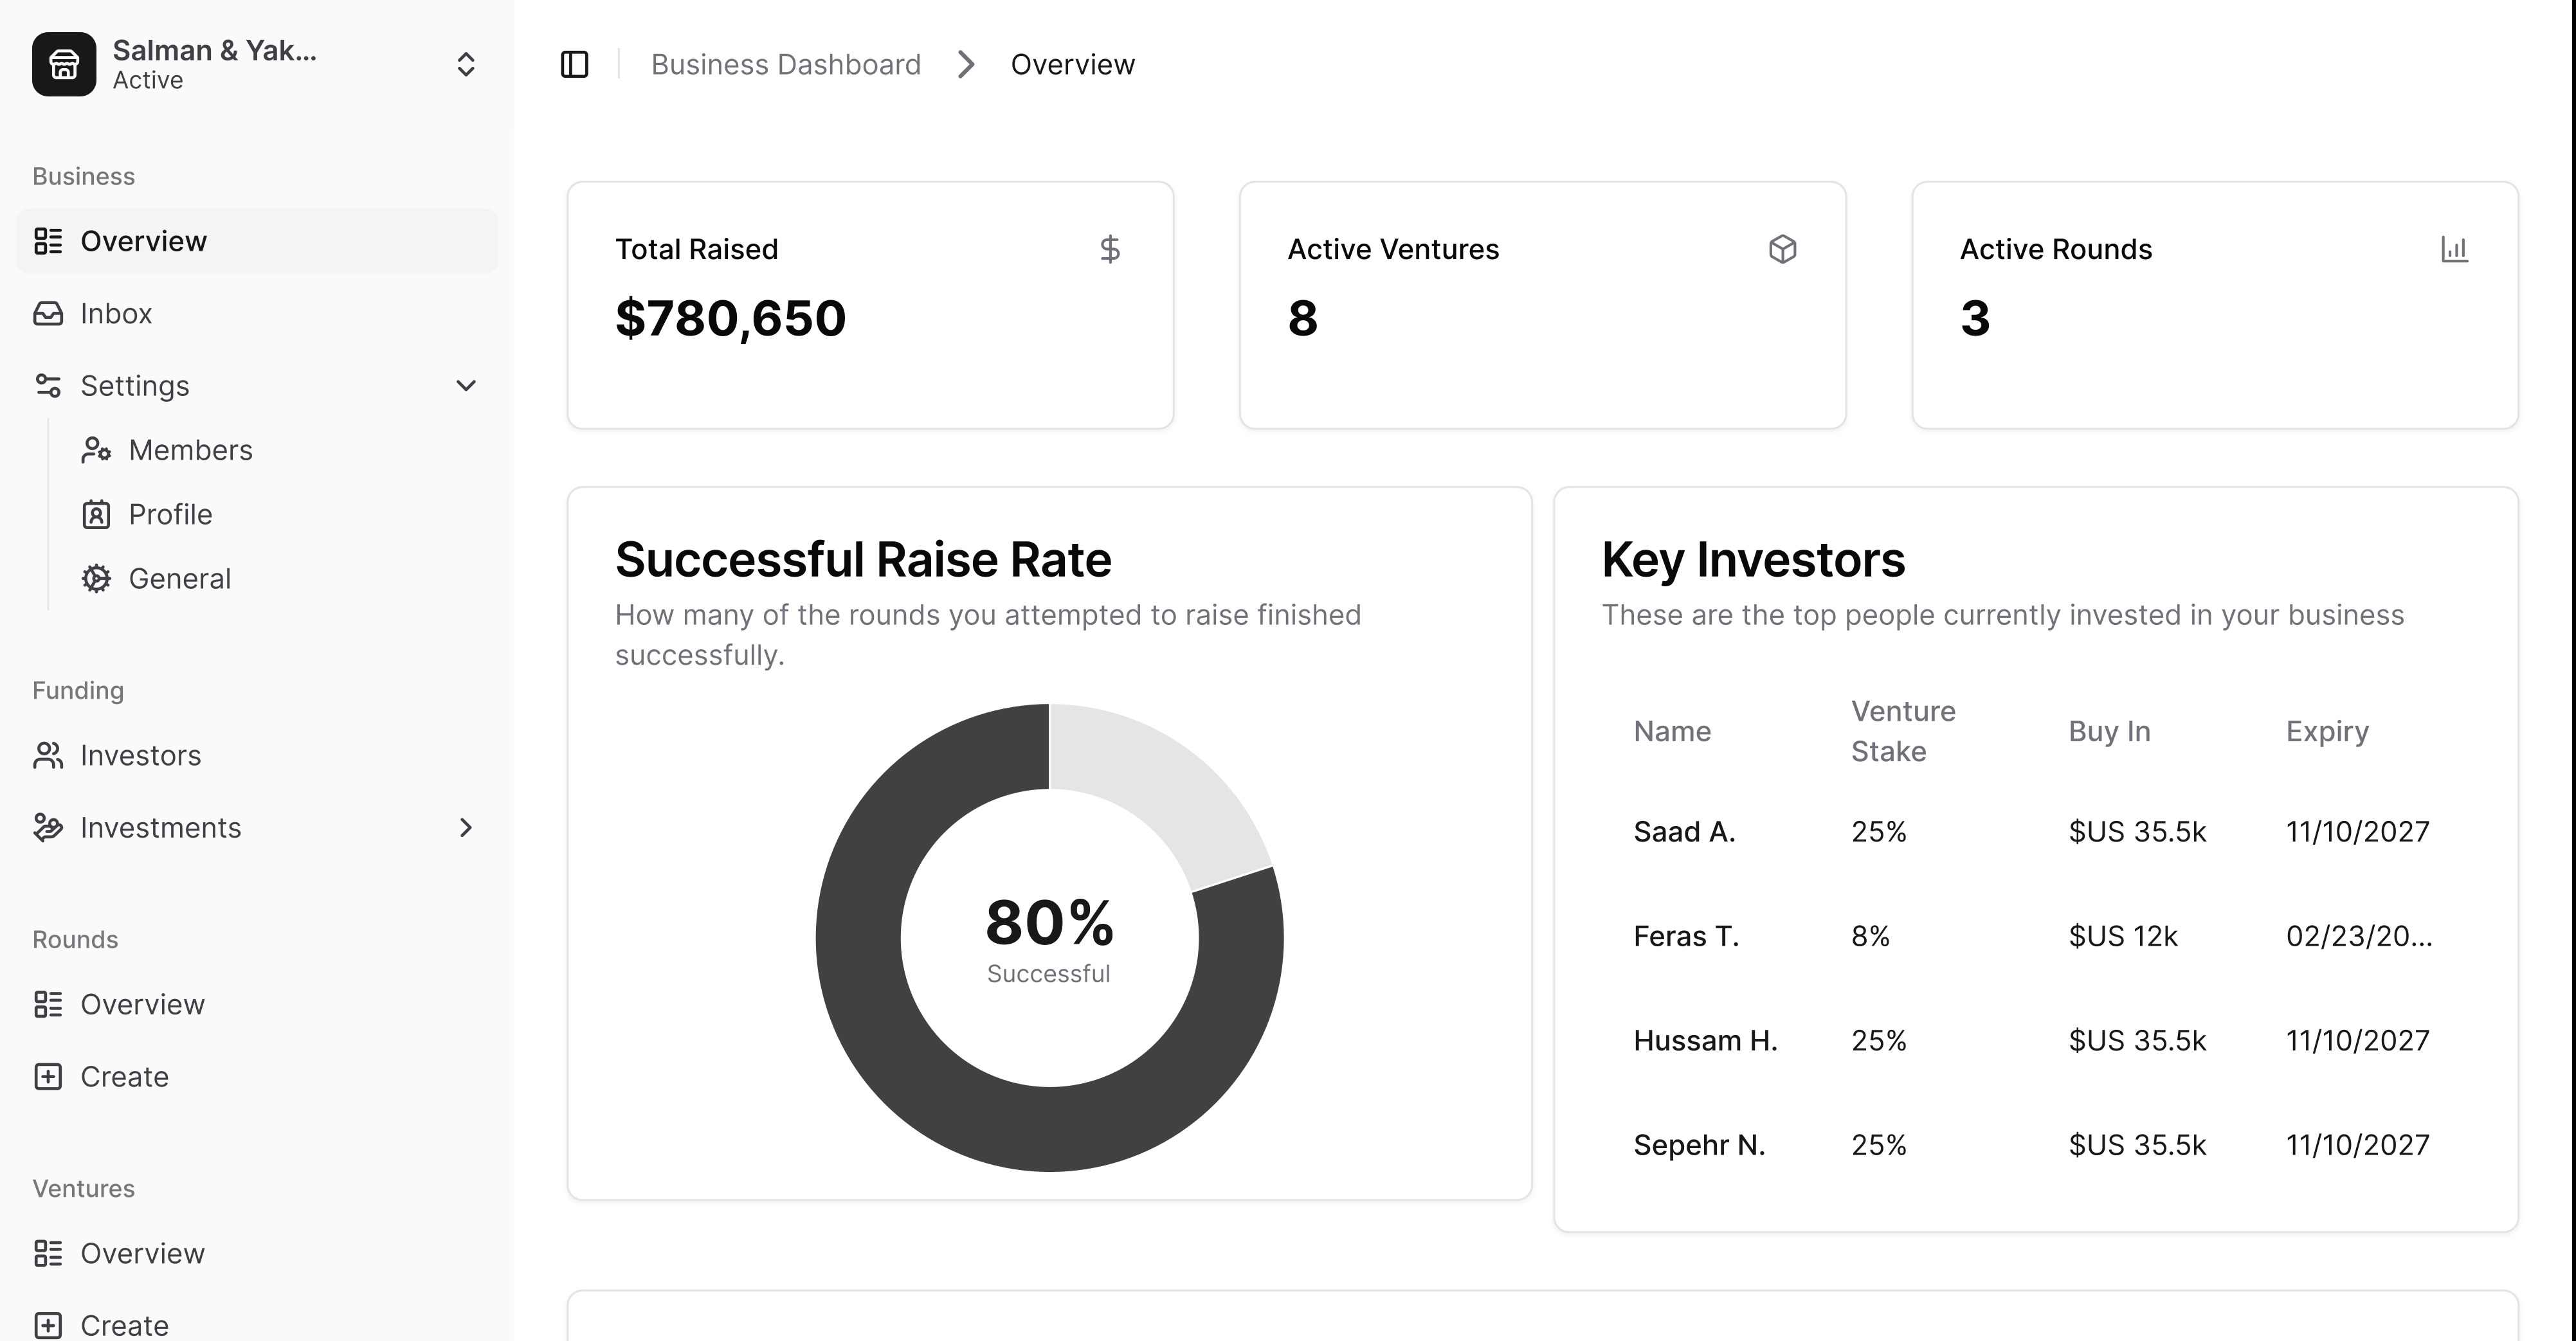 Salman & Yak...
Active
Business
Overview
Inbox
Settings
Members
Profile
General
Funding
Investors
Investments
Rounds
Overview
Create
Ventures
Overview
Create
Business Dashboard > Overview
Total Raised
$
$780,650
Active Ventures
8
Active Rounds
3
Successful Raise Rate
How many of the rounds you attempted to raise finished
successfully.
80%
Successful
Key Investors
These are the top people currently invested in your business
Name Venture Stake Buy In Expiry
Saad A. 25% $US 35.5k 11/10/2027
Feras T. 8% $US 12k 02/23/20...
Hussam H. 25% $US 35.5k 11/10/2027
Sepehr N. 25% $US 35.5k 11/10/2027